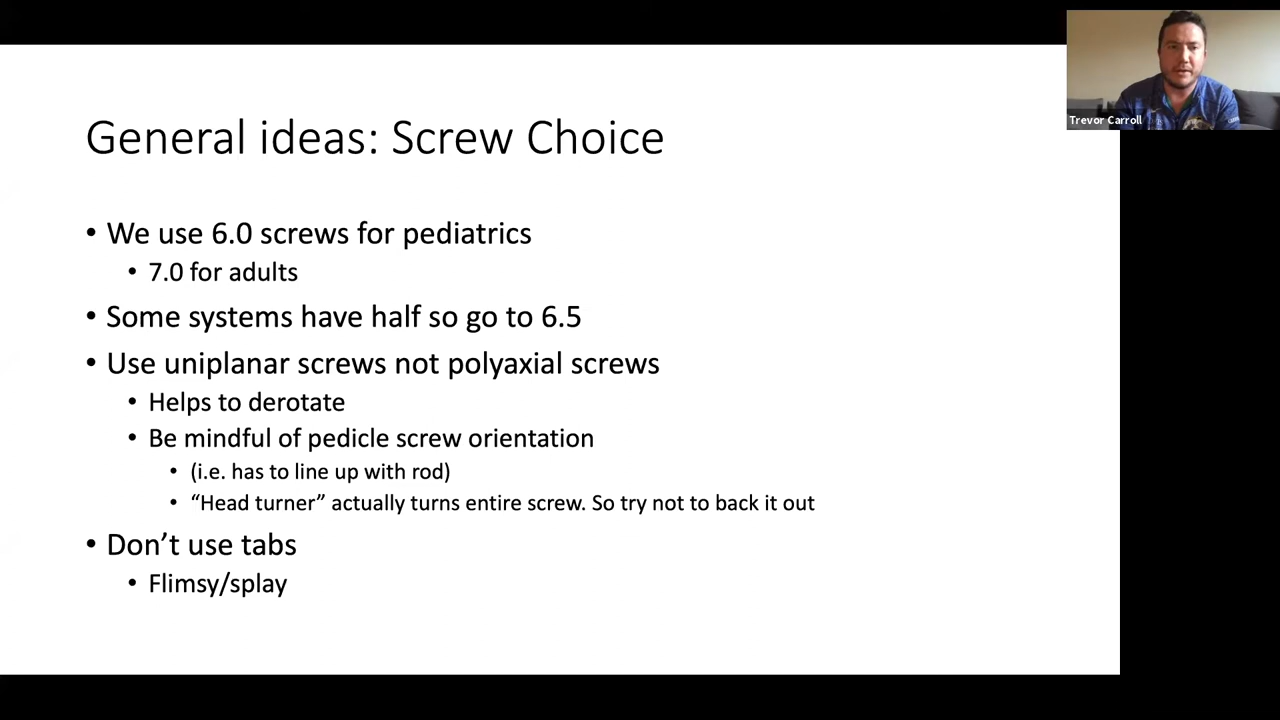 General ideas: Screw Choice
• We use 6.0 screws for pediatrics
• 7.0 for adults
• Some systems have half so go to 6.5
• Use uniplanar screws not polyaxial screws
• Helps to derotate
• Be mindful of pedicle screw orientation
• (i.e. has to line up with rod)
• “Head turner” actually turns entire screw. So try not to back it out
• Don’t use tabs
• Flimsy/splay
Trevor Carroll